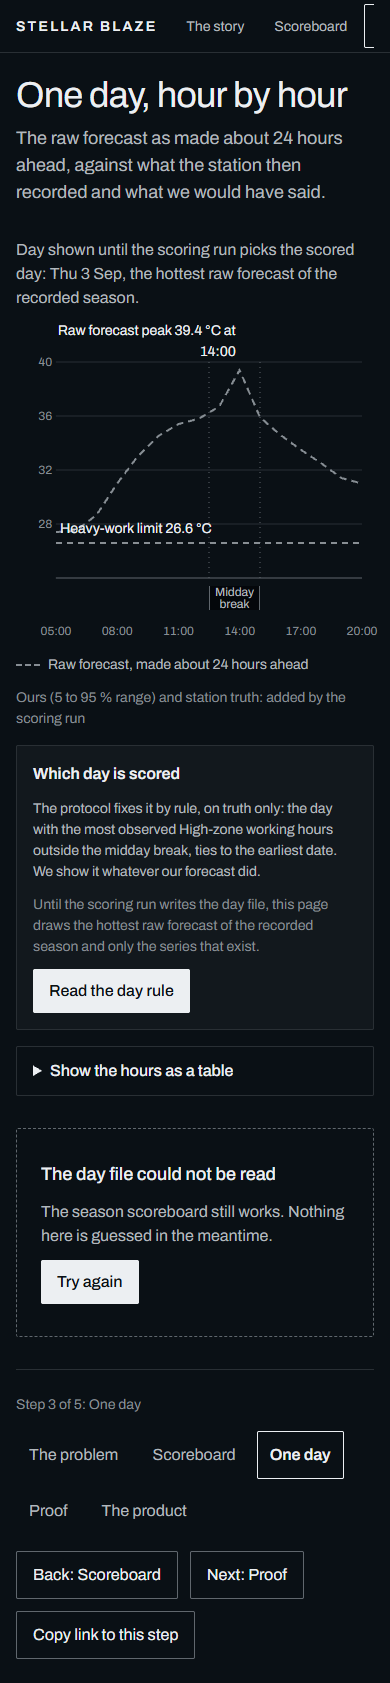 STELLAR BLAZE The story Scoreboard
One day, hour by hour
The raw forecast as made about 24 hours
ahead, against what the station then
recorded and what we would have said.
Day shown until the scoring run picks the scored
day: Thu 3 Sep, the hottest raw forecast of the
recorded season.
Raw forecast peak 39.4 °C at
14:00
40
36
32
28
Heavy-work limit 26.6 °C
Midday
break
05:00 08:00 11:00 14:00 17:00 20:00
Raw forecast, made about 24 hours ahead
Ours (5 to 95 % range) and station truth: added by the
scoring run
Which day is scored
The protocol fixes it by rule, on truth only: the day
with the most observed High-zone working hours
outside the midday break, ties to the earliest date.
We show it whatever our forecast did.
Until the scoring run writes the day file, this page
draws the hottest raw forecast of the recorded
season and only the series that exist.
Read the day rule
Show the hours as a table
The day file could not be read
The season scoreboard still works. Nothing
here is guessed in the meantime.
Try again
Step 3 of 5: One day
The problem Scoreboard One day
Proof The product
Back: Scoreboard Next: Proof
Copy link to this step